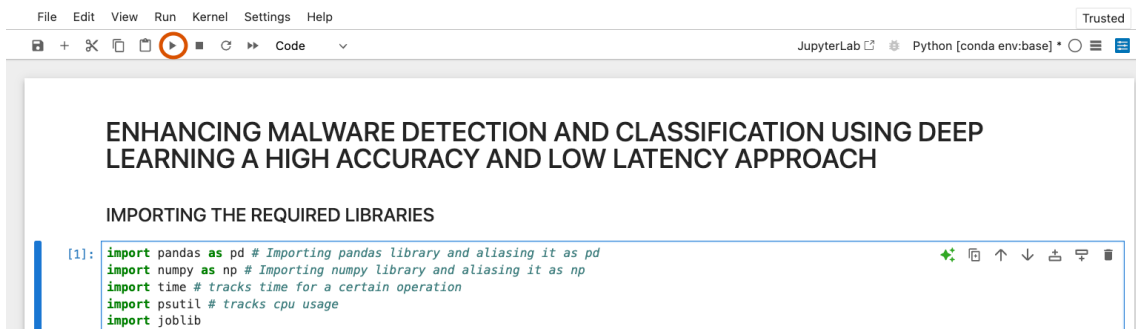 File Edit View Run Kernel Settings Help
Trusted
Code
JupyterLab
Python [conda env:base] *
ENHANCING MALWARE DETECTION AND CLASSIFICATION USING DEEP
LEARNING A HIGH ACCURACY AND LOW LATENCY APPROACH
IMPORTING THE REQUIRED LIBRARIES
[1]: import pandas as pd # Importing pandas library and aliasing it as pd
import numpy as np # Importing numpy library and aliasing it as np
import time # tracks time for a certain operation
import psutil # tracks cpu usage
import joblib